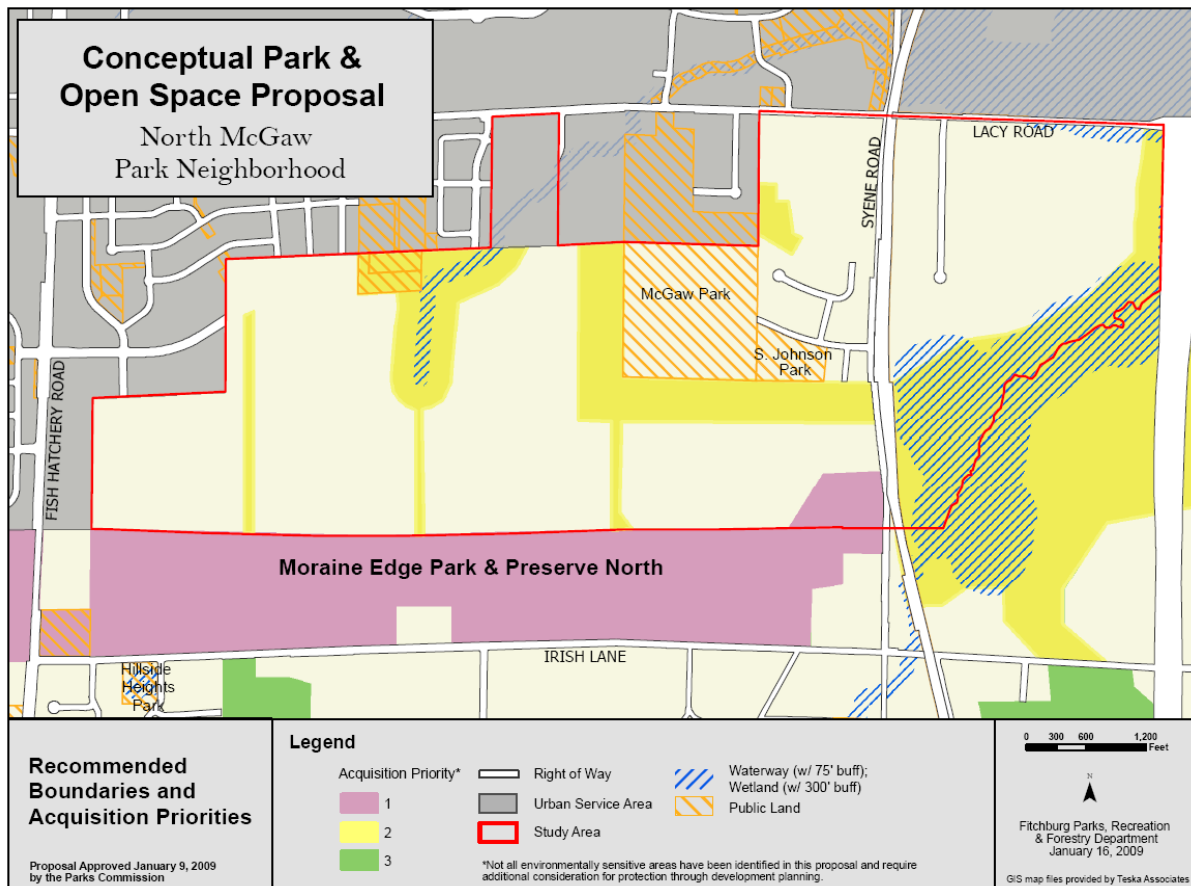 Conceptual Park &
Open Space Proposal
North McGaw
Park Neighborhood
LACY ROAD
SYENE ROAD
McGaw Park
S. Johnson
Park
FISH HATCHERY ROAD
Moraine Edge Park & Preserve North
IRISH LANE
Hillside
Heights
Park
Recommended
Boundaries and
Acquisition Priorities
Proposal Approved January 9, 2009
by the Parks Commission
Legend
Acquisition Priority*
1
2
3
Right of Way
Urban Service Area
Study Area
Waterway (w/ 75' buff);
Wetland (w/ 300' buff)
Public Land
*Not all environmentally sensitive areas have been identified in this proposal and require
additional consideration for protection through development planning.
0 300 600 1,200
Feet
N
Fitchburg Parks, Recreation
& Forestry Department
January 16, 2009
GIS map files provided by Teska Associates